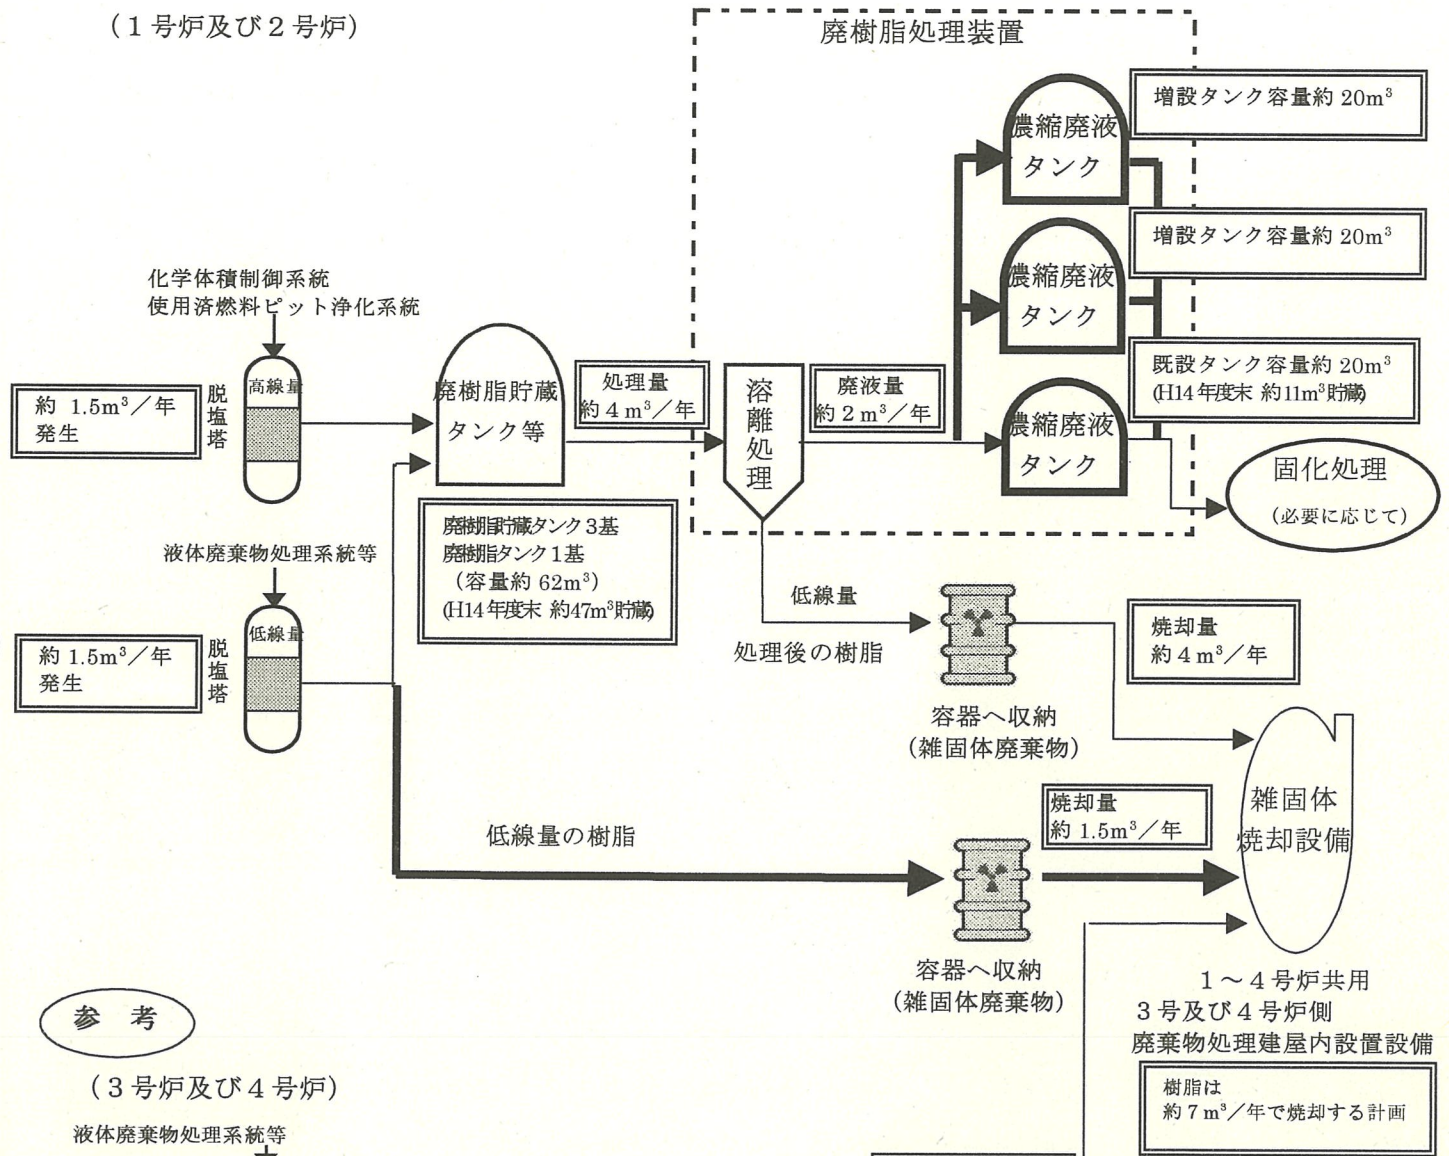 （1号炉及び2号炉）
廃樹脂処理装置
濃縮廃液
タンク
増設タンク容量約 20m³
濃縮廃液
タンク
増設タンク容量約 20m³
化学体積制御系統
使用済燃料ピット浄化系統
約 1.5m³／年
発生
脱塩塔
高線量
廃樹脂貯蔵
タンク等
処理量
約４m³／年
溶離処理
廃液量
約２m³／年
濃縮廃液
タンク
既設タンク容量約 20m³
(H14年度末 約11m³貯蔵)
固化処理
（必要に応じて）
廃樹脂貯蔵タンク3基
廃樹脂タンク1基
（容量約 62m³）
(H14年度末 約47m³貯蔵)
液体廃棄物処理系統等
約 1.5m³／年
発生
脱塩塔
低線量
低線量
処理後の樹脂
容器へ収納
（雑固体廃棄物）
焼却量
約４m³／年
低線量の樹脂
焼却量
約 1.5m³／年
容器へ収納
（雑固体廃棄物）
雑固体
焼却設備
1～4号炉共用
3号及び4号炉側
廃棄物処理建屋内設置設備
樹脂は
約７m³／年で焼却する計画
参　考
（3号炉及び4号炉）
液体廃棄物処理系統等